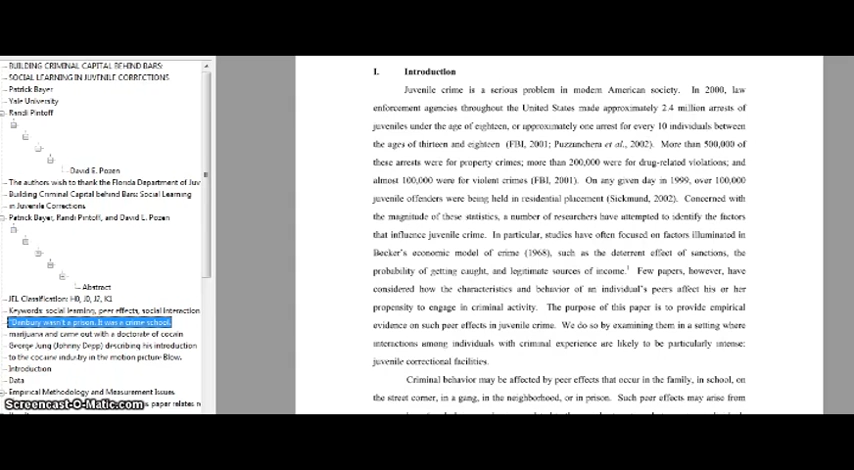 BUILDING CRIMINAL CAPITAL BEHIND BARS:
SOCIAL LEARNING IN JUVENILE CORRECTIONS
Patrick Bayer
Yale University
Randi Pintoff
David E. Pozen
The authors wish to thank the Florida Department of Juv
Building Criminal Capital behind Bars: Social Learning
in Juvenile Corrections
Patrick Bayer, Randi Pintoff, and David L. Pozen
Abstract
JEL Classification: H0, J0, J2, K1
Keywords: social learning, peer effects, social interaction
"Danbury wasn't a prison. It was a crime school.
marijuana and came out with a doctorate of cocain
George Jung (Johnny Depp) describing his introduction
to the cocaine industry in the motion picture Blow.
Introduction
Data
Empirical Methodology and Measurement Issues
Screencast-O-Matic.com
paper relates
I. Introduction
Juvenile crime is a serious problem in modern American society. In 2000, law
enforcement agencies throughout the United States made approximately 2.4 million arrests of
juveniles under the age of eighteen, or approximately one arrest for every 10 individuals between
the ages of thirteen and eighteen (FBI, 2001; Puzzanchera et al., 2002). More than 500,000 of
these arrests were for property crimes; more than 200,000 were for drug-related violations; and
almost 100,000 were for violent crimes (FBI, 2001). On any given day in 1999, over 100,000
juvenile offenders were being held in residential placement (Sickmund, 2002). Concerned with
the magnitude of these statistics, a number of researchers have attempted to identify the factors
that influence juvenile crime. In particular, studies have often focused on factors illuminated in
Becker's economic model of crime (1968), such as the deterrent effect of sanctions, the
probability of getting caught, and legitimate sources of income.1 Few papers, however, have
considered how the characteristics and behavior of an individual's peers affect his or her
propensity to engage in criminal activity. The purpose of this paper is to provide empirical
evidence on such peer effects in juvenile crime. We do so by examining them in a setting where
interactions among individuals with criminal experience are likely to be particularly intense:
juvenile correctional facilities.
Criminal behavior may be affected by peer effects that occur in the family, in school, on
the street corner, in a gang, in the neighborhood, or in prison. Such peer effects may arise from